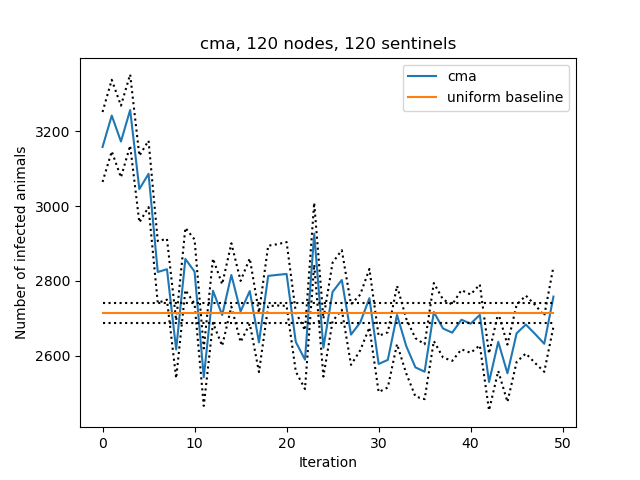 cma, 120 nodes, 120 sentinels
cma
uniform baseline
Number of infected animals
3200
3000
2800
2600
0 10 20 30 40 50
Iteration